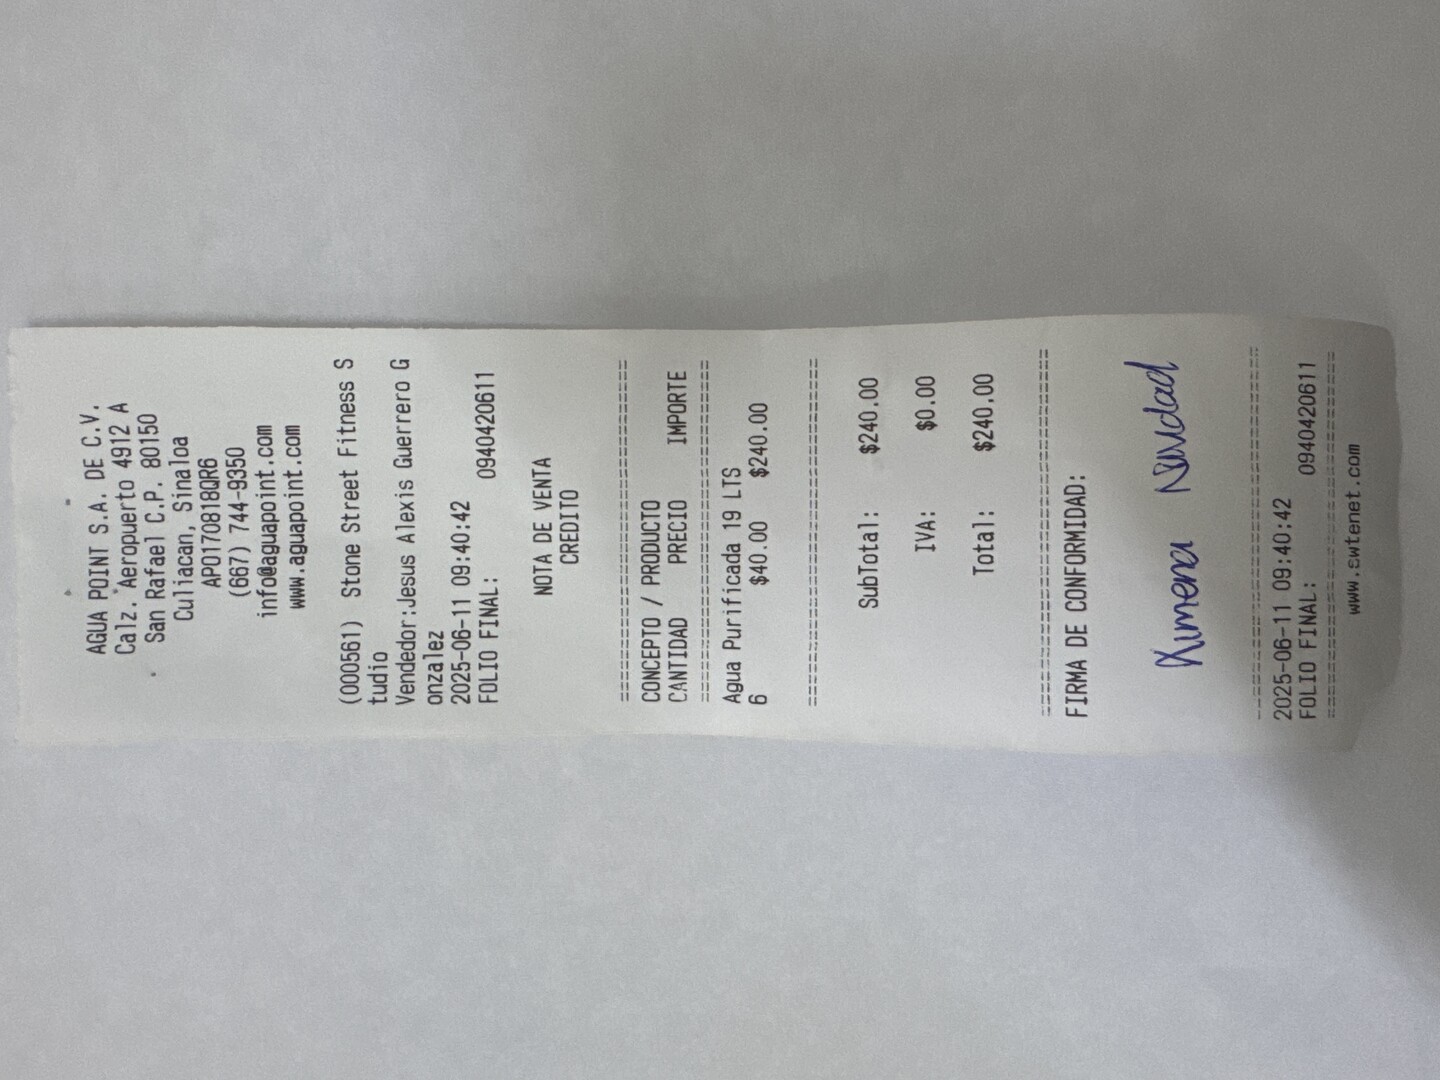 AGUA POINT S.A. DE C.V.
Calz. Aeropuerto 4912 A
San Rafael C.P. 80150
Culiacan, Sinaloa
APO170818QR6
(667) 744-9350
info@aguapoint.com
www.aguapoint.com
(000561) Stone Street Fitness S
tudio
Vendedor:Jesus Alexis Guerrero G
onzalez
2025-06-11 09:40:42
FOLIO FINAL: 0940420611
NOTA DE VENTA
CREDITO
================================
CONCEPTO / PRODUCTO
CANTIDAD PRECIO IMPORTE
================================
Agua Purificada 19 LTS
6 $40.00 $240.00
================================
SubTotal: $240.00
IVA: $0.00
Total: $240.00
================================
FIRMA DE CONFORMIDAD:
Ximena
================================
2025-06-11 09:40:42
FOLIO FINAL: 0940420611
================================
www.swtenet.com